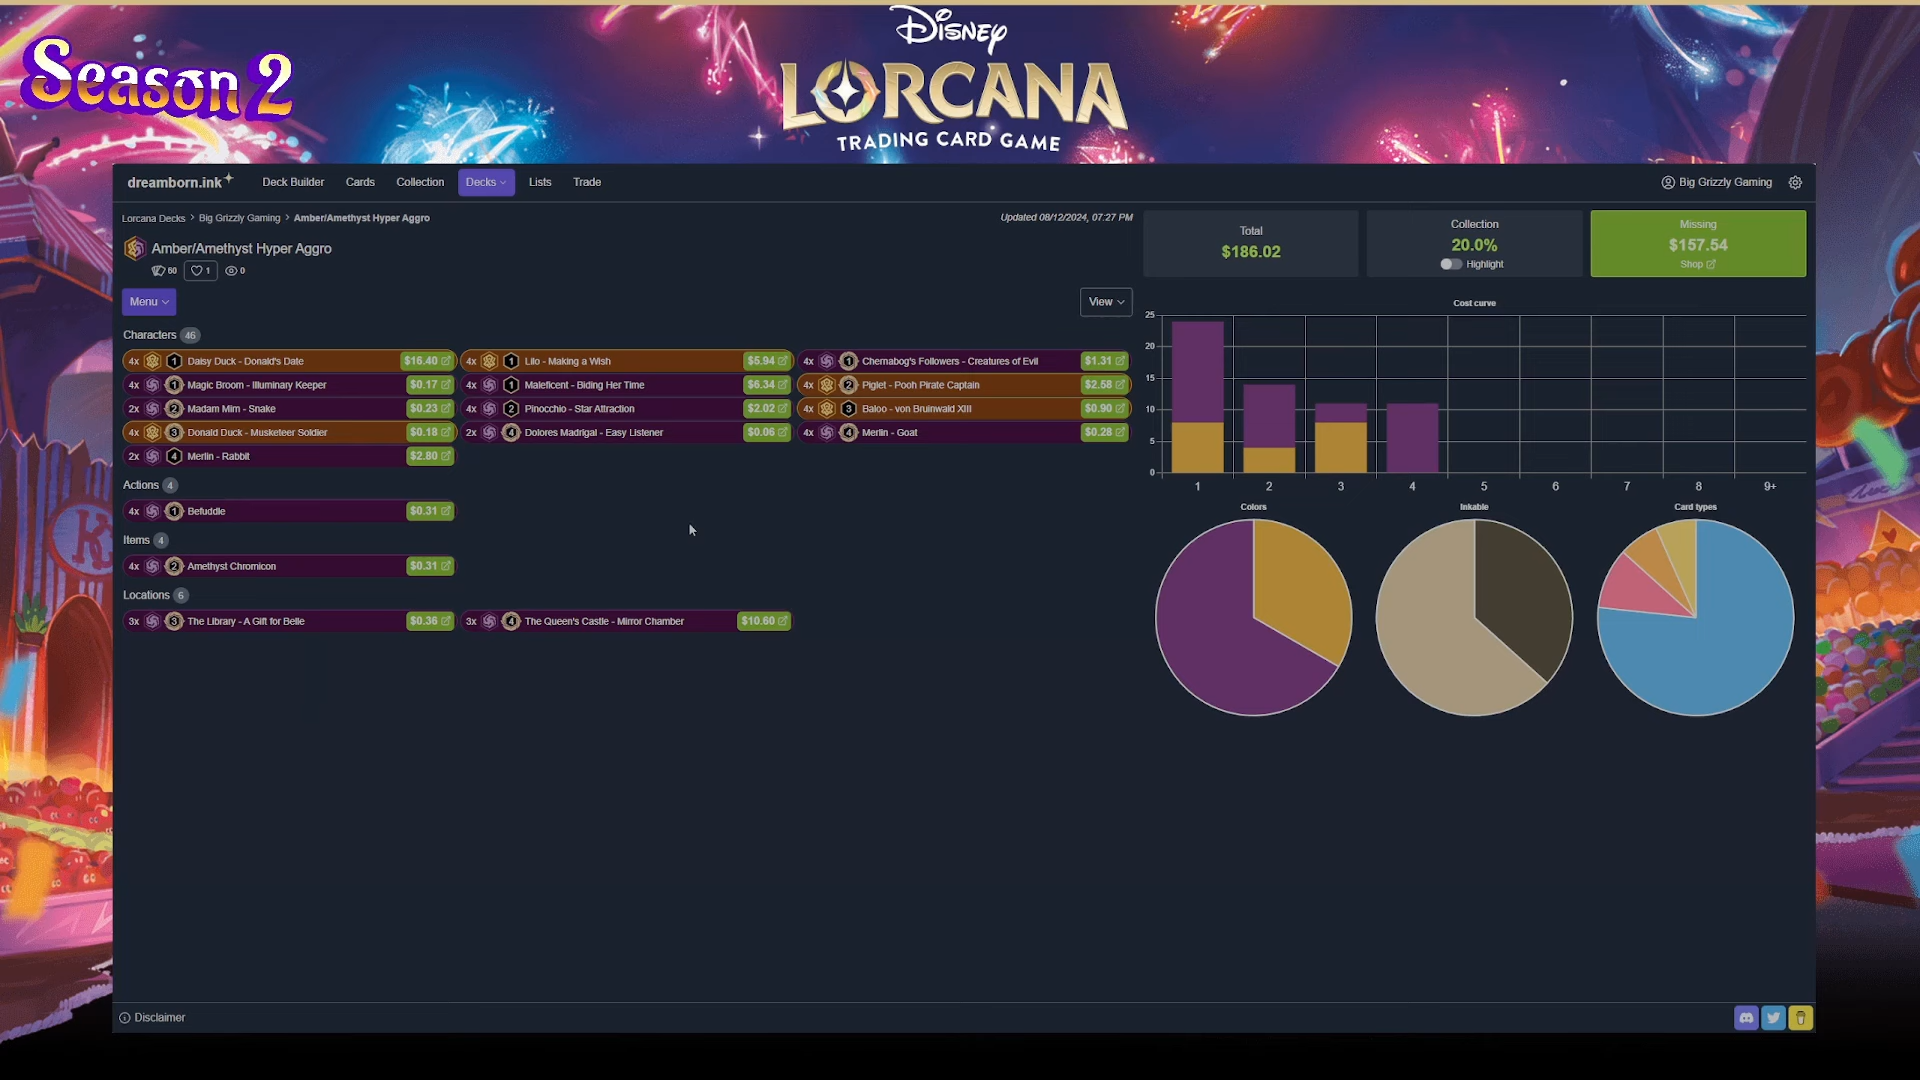 Season 2
Disney
LORCANA
TRADING CARD GAME
dreamborn.ink Deck Builder Cards Collection Decks Lists Trade Big Grizzly Gaming
Lorcana Decks > Big Grizzly Gaming > Amber/Amethyst Hyper Aggro Updated 08/12/2024, 07:27 PM
Amber/Amethyst Hyper Aggro
60 1 0
Menu View
Characters 46
4x 1 Daisy Duck - Donald's Date $16.40 4x 1 Lilo - Making a Wish $5.94 4x 1 Chernabog's Followers - Creatures of Evil $1.31
4x 1 Magic Broom - Illuminary Keeper $0.17 4x 1 Maleficent - Biding Her Time $6.34 4x 2 Piglet - Pooh Pirate Captain $2.58
2x 2 Madam Mim - Snake $0.23 4x 2 Pinocchio - Star Attraction $2.02 4x 3 Baloo - von Bruinwald XIII $0.90
4x 3 Donald Duck - Musketeer Soldier $0.18 2x 4 Dolores Madrigal - Easy Listener $0.06 4x 4 Merlin - Goat $0.28
2x 4 Merlin - Rabbit $2.80
Actions 4
4x 1 Befuddle $0.31
Items 4
4x 2 Amethyst Chromicon $0.31
Locations 6
3x 3 The Library - A Gift for Belle $0.36 3x 4 The Queen's Castle - Mirror Chamber $10.60
Total
$186.02
Collection
20.0%
Highlight
Missing
$157.54
Shop
Cost curve
25
20
15
10
5
0
1 2 3 4 5 6 7 8 9+
Colors Inkable Card types
Disclaimer